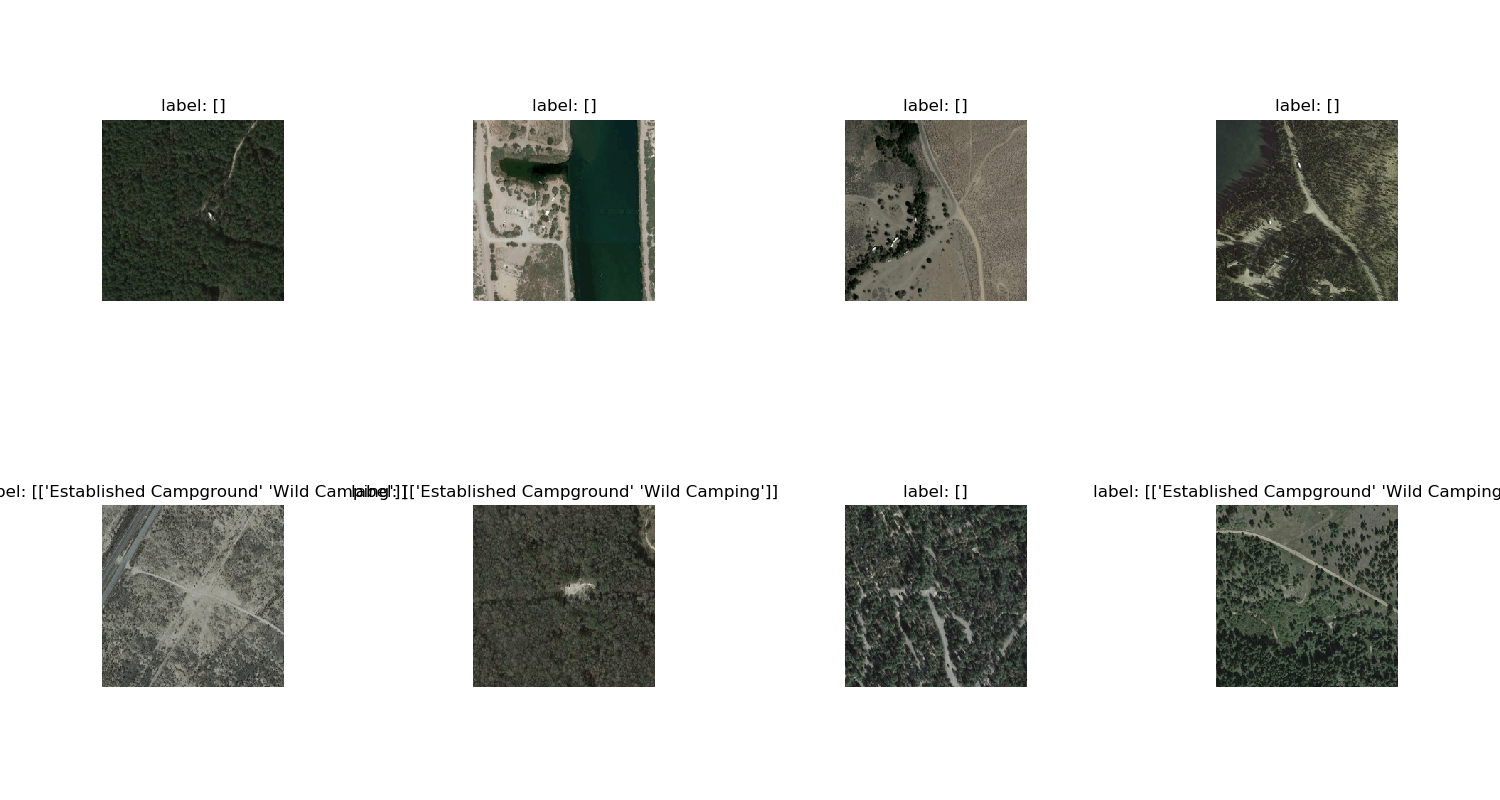 label: []
label: []
label: []
label: []
bel: [['Established Campground' 'Wild Camping']]
label: [['Established Campground' 'Wild Camping']]
label: []
label: [['Established Campground' 'Wild Camping